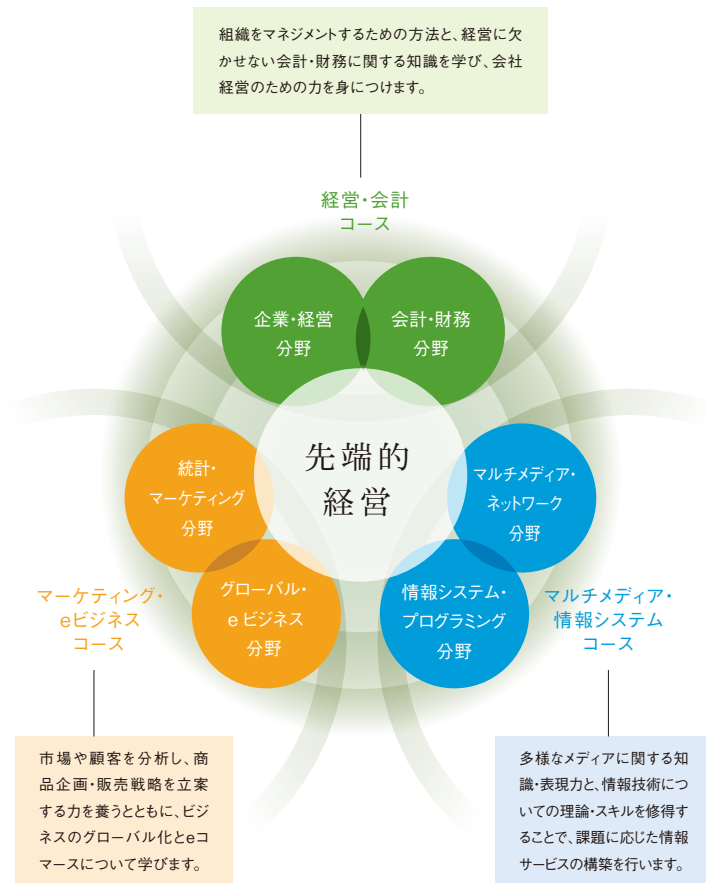 組織をマネジメントするための方法と、経営に欠
かせない会計・財務に関する知識を学び、会社
経営のための力を身につけます。
経営・会計
コース
企業・経営
分野
会計・財務
分野
先端的
経営
統計・
マーケティング
分野
マルチメディア・
ネットワーク
分野
グローバル・
eビジネス
分野
情報システム・
プログラミング
分野
マーケティング・
eビジネス
コース
マルチメディア・
情報システム
コース
市場や顧客を分析し、商
品企画・販売戦略を立案
する力を養うとともに、ビジ
ネスのグローバル化とeコ
マースについて学びます。
多様なメディアに関する知
識・表現力と、情報技術につ
いての理論・スキルを修得す
ることで、課題に応じた情報
サービスの構築を行います。